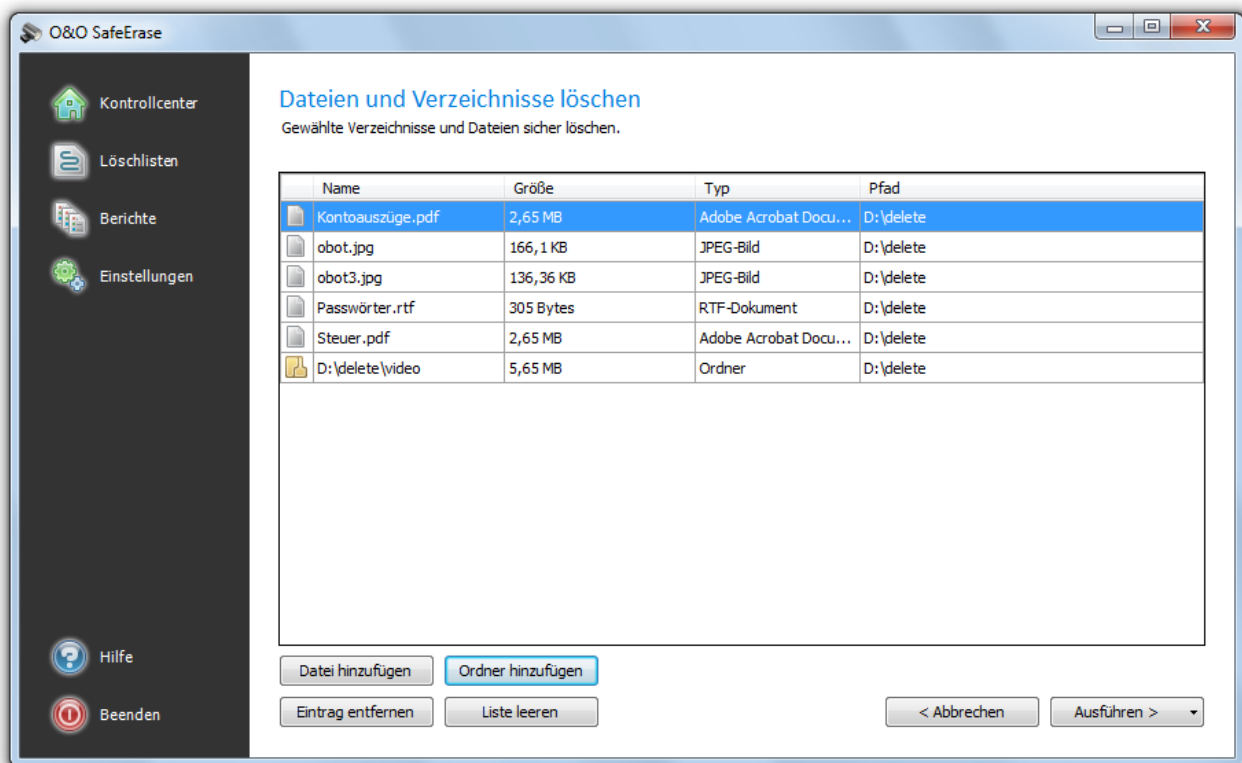 O&O SafeErase
Kontrollcenter
Löschlisten
Berichte
Einstellungen
Hilfe
Beenden
Dateien und Verzeichnisse löschen
Gewählte Verzeichnisse und Dateien sicher löschen.
Name Größe Typ Pfad
Kontoauszüge.pdf 2,65 MB Adobe Acrobat Docu... D:\delete
obot.jpg 166,1 KB JPEG-Bild D:\delete
obot3.jpg 136,36 KB JPEG-Bild D:\delete
Passwörter.rtf 305 Bytes RTF-Dokument D:\delete
Steuer.pdf 2,65 MB Adobe Acrobat Docu... D:\delete
D:\delete\video 5,65 MB Ordner D:\delete
Datei hinzufügen Ordner hinzufügen
Eintrag entfernen Liste leeren < Abbrechen Ausführen >